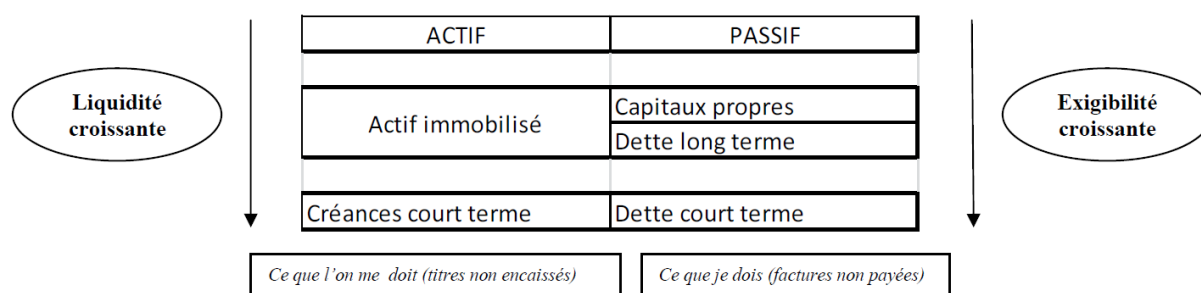 ACTIF
PASSIF
Liquidité
croissante
Actif immobilisé
Capitaux propres
Dette long terme
Exigibilité
croissante
Créances court terme
Dette court terme
Ce que l'on me doit (titres non encaissés)
Ce que je dois (factures non payées)